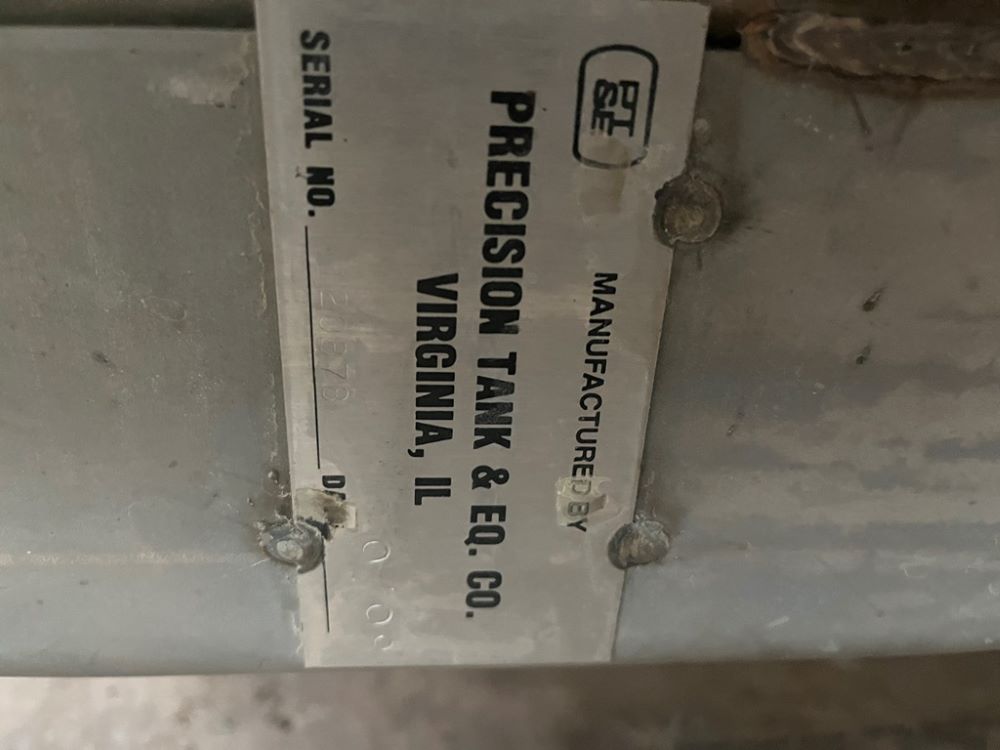 PT
&E
MANUFACTURED BY
PRECISION TANK & EQ. CO.
VIRGINIA, IL
SERIAL NO.